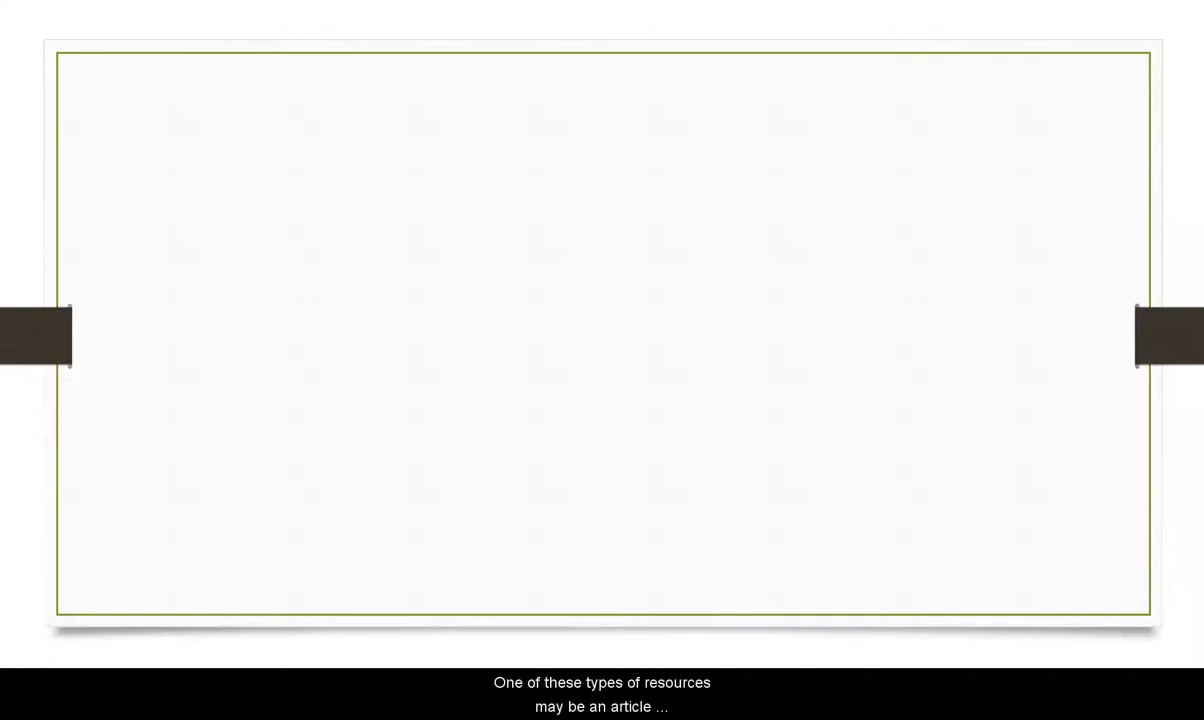 One of these types of resources
may be an article ...